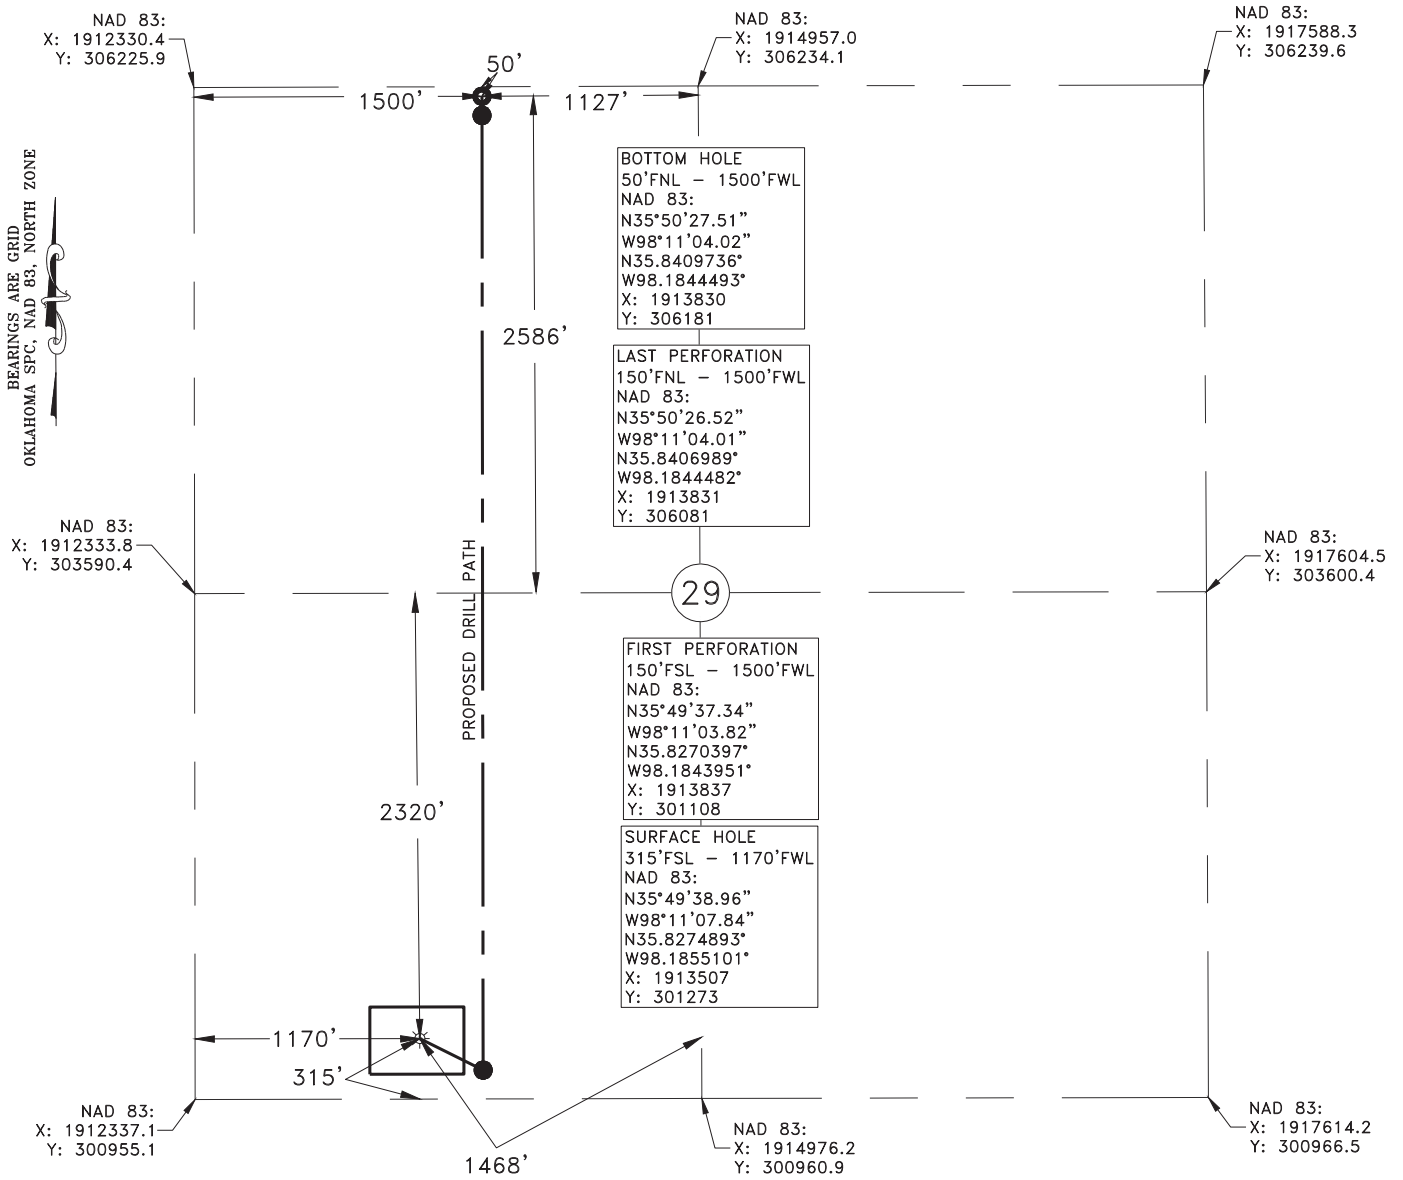 NAD 83:
X: 1912330.4
Y: 306225.9
NAD 83:
X: 1914957.0
Y: 306234.1
NAD 83:
X: 1917588.3
Y: 306239.6
50'
1500'
1127'
BEARINGS ARE GRID
OKLAHOMA SPC, NAD 83, NORTH ZONE
BOTTOM HOLE
50'FNL – 1500'FWL
NAD 83:
N35°50'27.51”
W98°11'04.02”
N35.8409736°
W98.1844493°
X: 1913830
Y: 306181
2586'
LAST PERFORATION
150'FNL – 1500'FWL
NAD 83:
N35°50'26.52”
W98°11'04.01”
N35.8406989°
W98.1844482°
X: 1913831
Y: 306081
NAD 83:
X: 1912333.8
Y: 303590.4
PROPOSED DRILL PATH
29
NAD 83:
X: 1917604.5
Y: 303600.4
FIRST PERFORATION
150'FSL – 1500'FWL
NAD 83:
N35°49'37.34”
W98°11'03.82”
N35.8270397°
W98.1843951°
X: 1913837
Y: 301108
2320'
SURFACE HOLE
315'FSL – 1170'FWL
NAD 83:
N35°49'38.96”
W98°11'07.84”
N35.8274893°
W98.1855101°
X: 1913507
Y: 301273
1170'
315'
1468'
NAD 83:
X: 1912337.1
Y: 300955.1
NAD 83:
X: 1914976.2
Y: 300960.9
NAD 83:
X: 1917614.2
Y: 300966.5